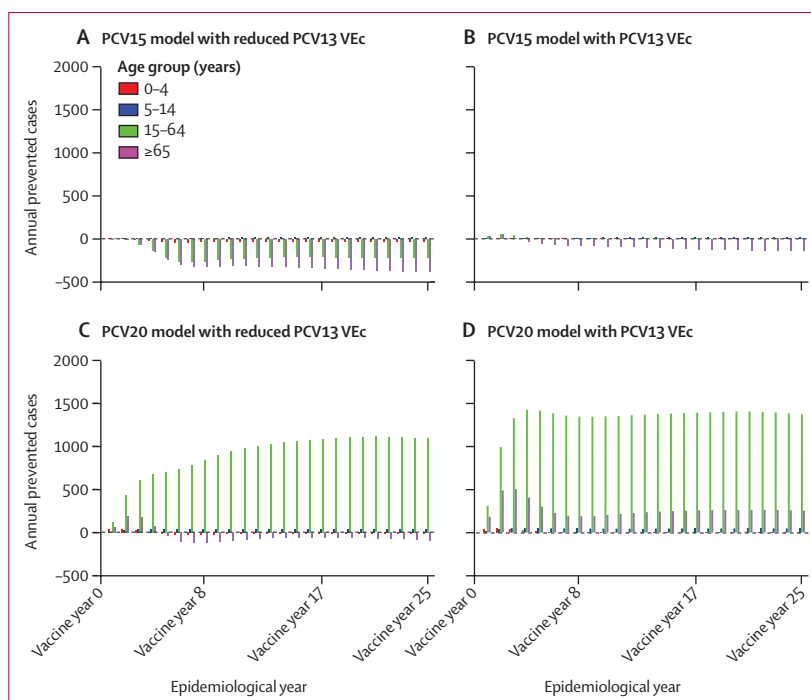 A PCV15 model with reduced PCV13 VEc
Age group (years)
0–4
5–14
15–64
≥65
2000
1500
1000
500
0
–500
Annual prevented cases
B PCV15 model with PCV13 VEc
C PCV20 model with reduced PCV13 VEc
2000
1500
1000
500
0
–500
Annual prevented cases
Vaccine year 0
Vaccine year 8
Vaccine year 17
Vaccine year 25
Epidemiological year
D PCV20 model with PCV13 VEc
Vaccine year 0
Vaccine year 8
Vaccine year 17
Vaccine year 25
Epidemiological year